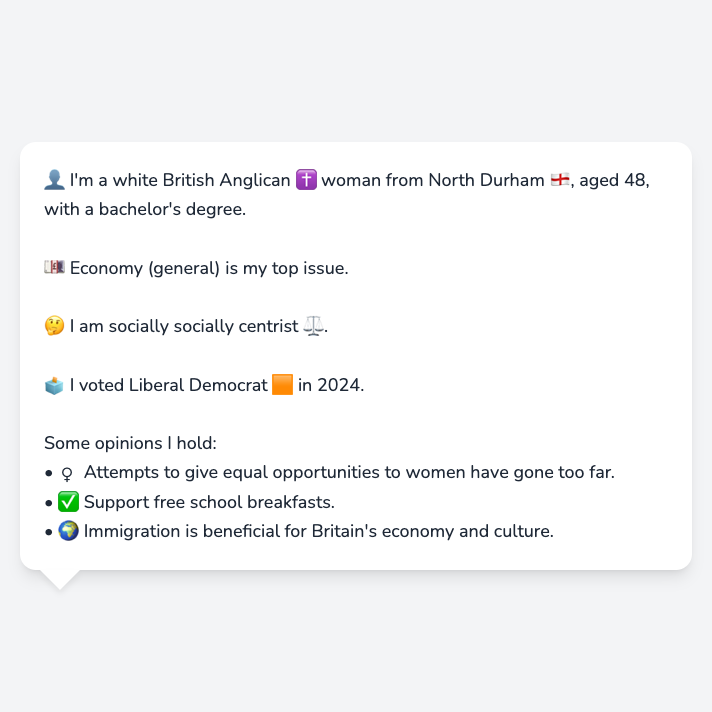 👤 I'm a white British Anglican ✝️ woman from North Durham 🏴󠁧󠁢󠁥󠁮󠁧󠁿, aged 48,
with a bachelor's degree.
💷 Economy (general) is my top issue.
🤔 I am socially socially centrist ⚖️.
🗳️ I voted Liberal Democrat 🟧 in 2024.
Some opinions I hold:
• ♀ Attempts to give equal opportunities to women have gone too far.
• ✅ Support free school breakfasts.
• 🌍 Immigration is beneficial for Britain's economy and culture.